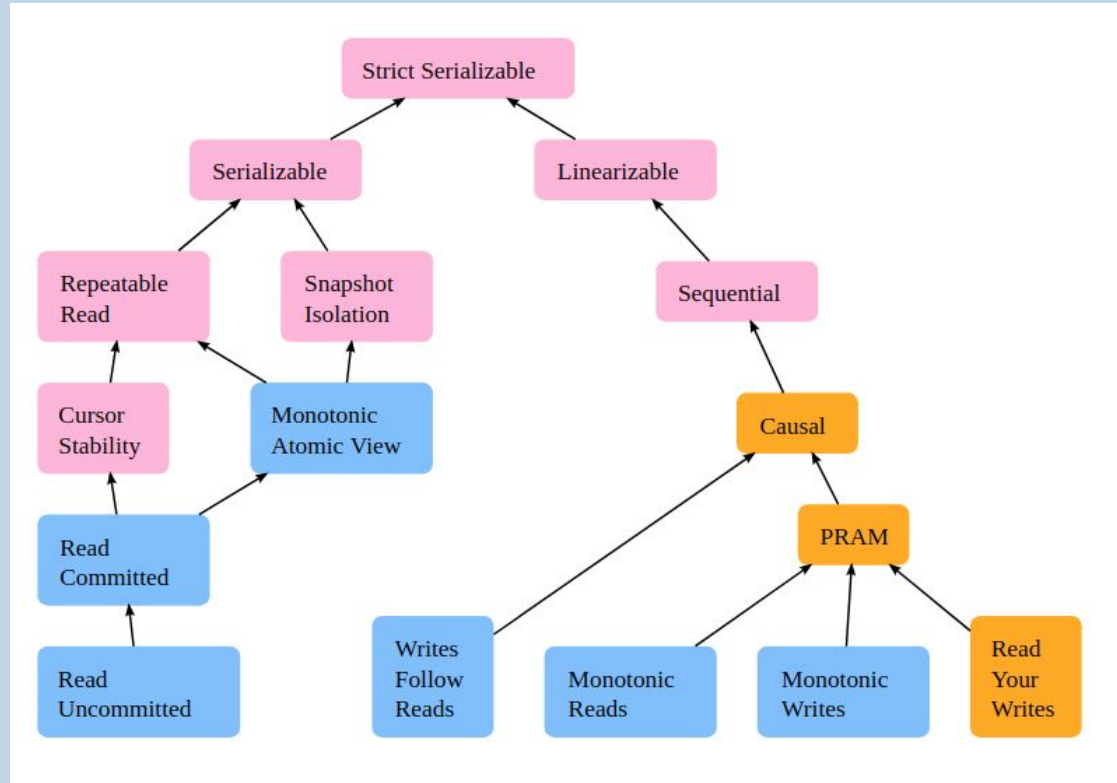 Strict Serializable
Serializable
Linearizable
Repeatable
Read
Snapshot
Isolation
Sequential
Cursor
Stability
Monotonic
Atomic View
Causal
Read
Committed
PRAM
Writes
Follow
Reads
Monotonic
Reads
Monotonic
Writes
Read
Your
Writes
Read
Uncommitted